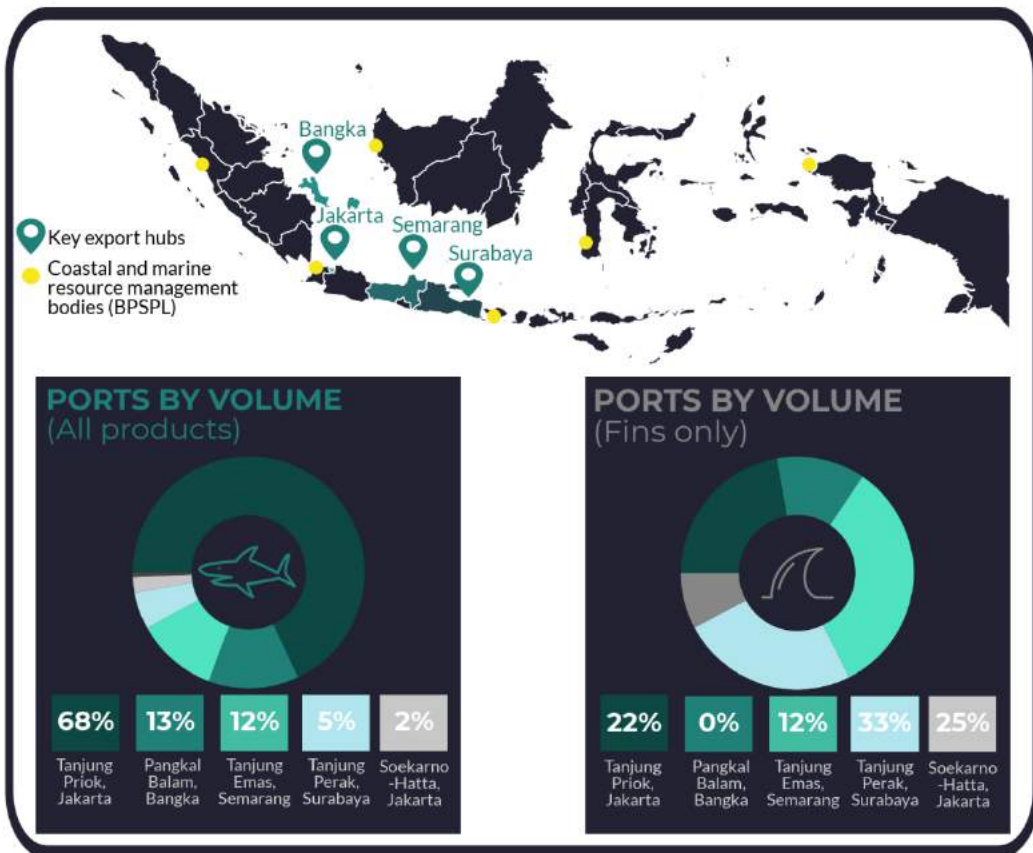 Bangka
Jakarta
Semarang
Surabaya
Key export hubs
Coastal and marine
resource management
bodies (BPSPL)
PORTS BY VOLUME
(All products)
68%
13%
12%
5%
2%
Tanjung
Priok,
Jakarta
Pangkal
Balam,
Bangka
Tanjung
Emas,
Semarang
Tanjung
Perak,
Surabaya
Soekarno
-Hatta,
Jakarta
PORTS BY VOLUME
(Fins only)
22%
0%
12%
33%
25%
Tanjung
Priok,
Jakarta
Pangkal
Balam,
Bangka
Tanjung
Emas,
Semarang
Tanjung
Perak,
Surabaya
Soekarno
-Hatta,
Jakarta